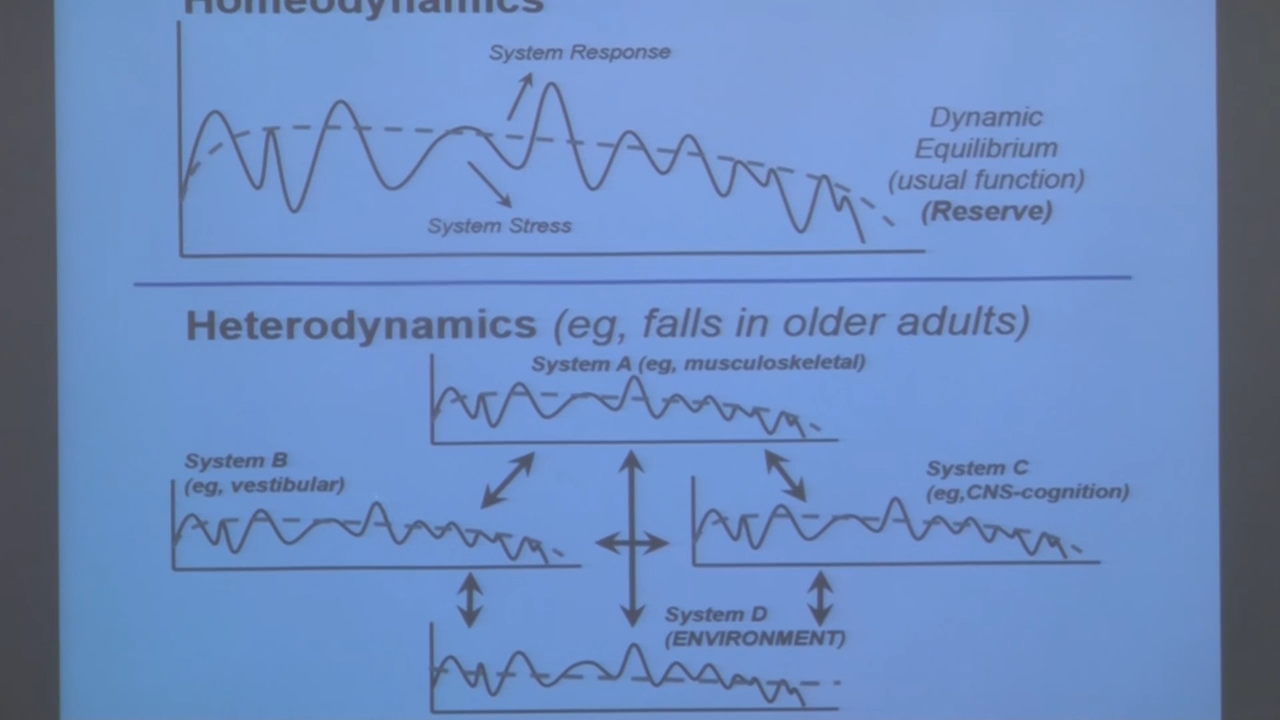 Homeodynamics
System Response
Dynamic
Equilibrium
(usual function)
(Reserve)
System Stress
Heterodynamics (eg, falls in older adults)
System A (eg, musculoskeletal)
System B
(eg, vestibular)
System C
(eg,CNS-cognition)
System D
(ENVIRONMENT)